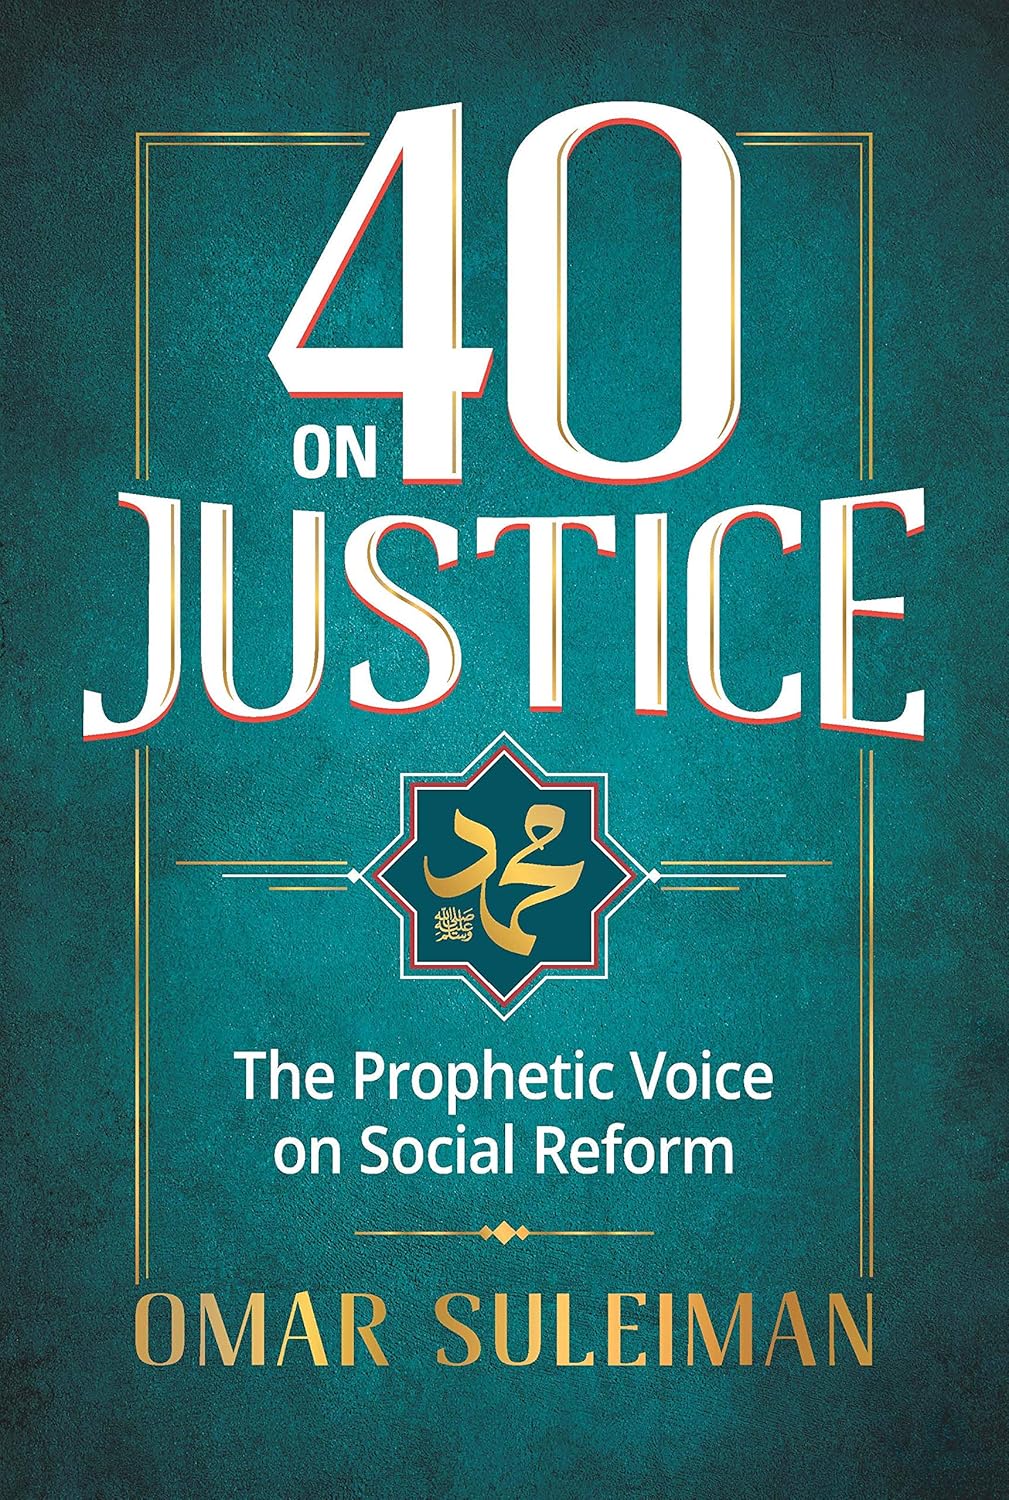 40
ON
JUSTICE
محمد
صلى الله
عليه
وسلم
The Prophetic Voice
on Social Reform
OMAR SULEIMAN